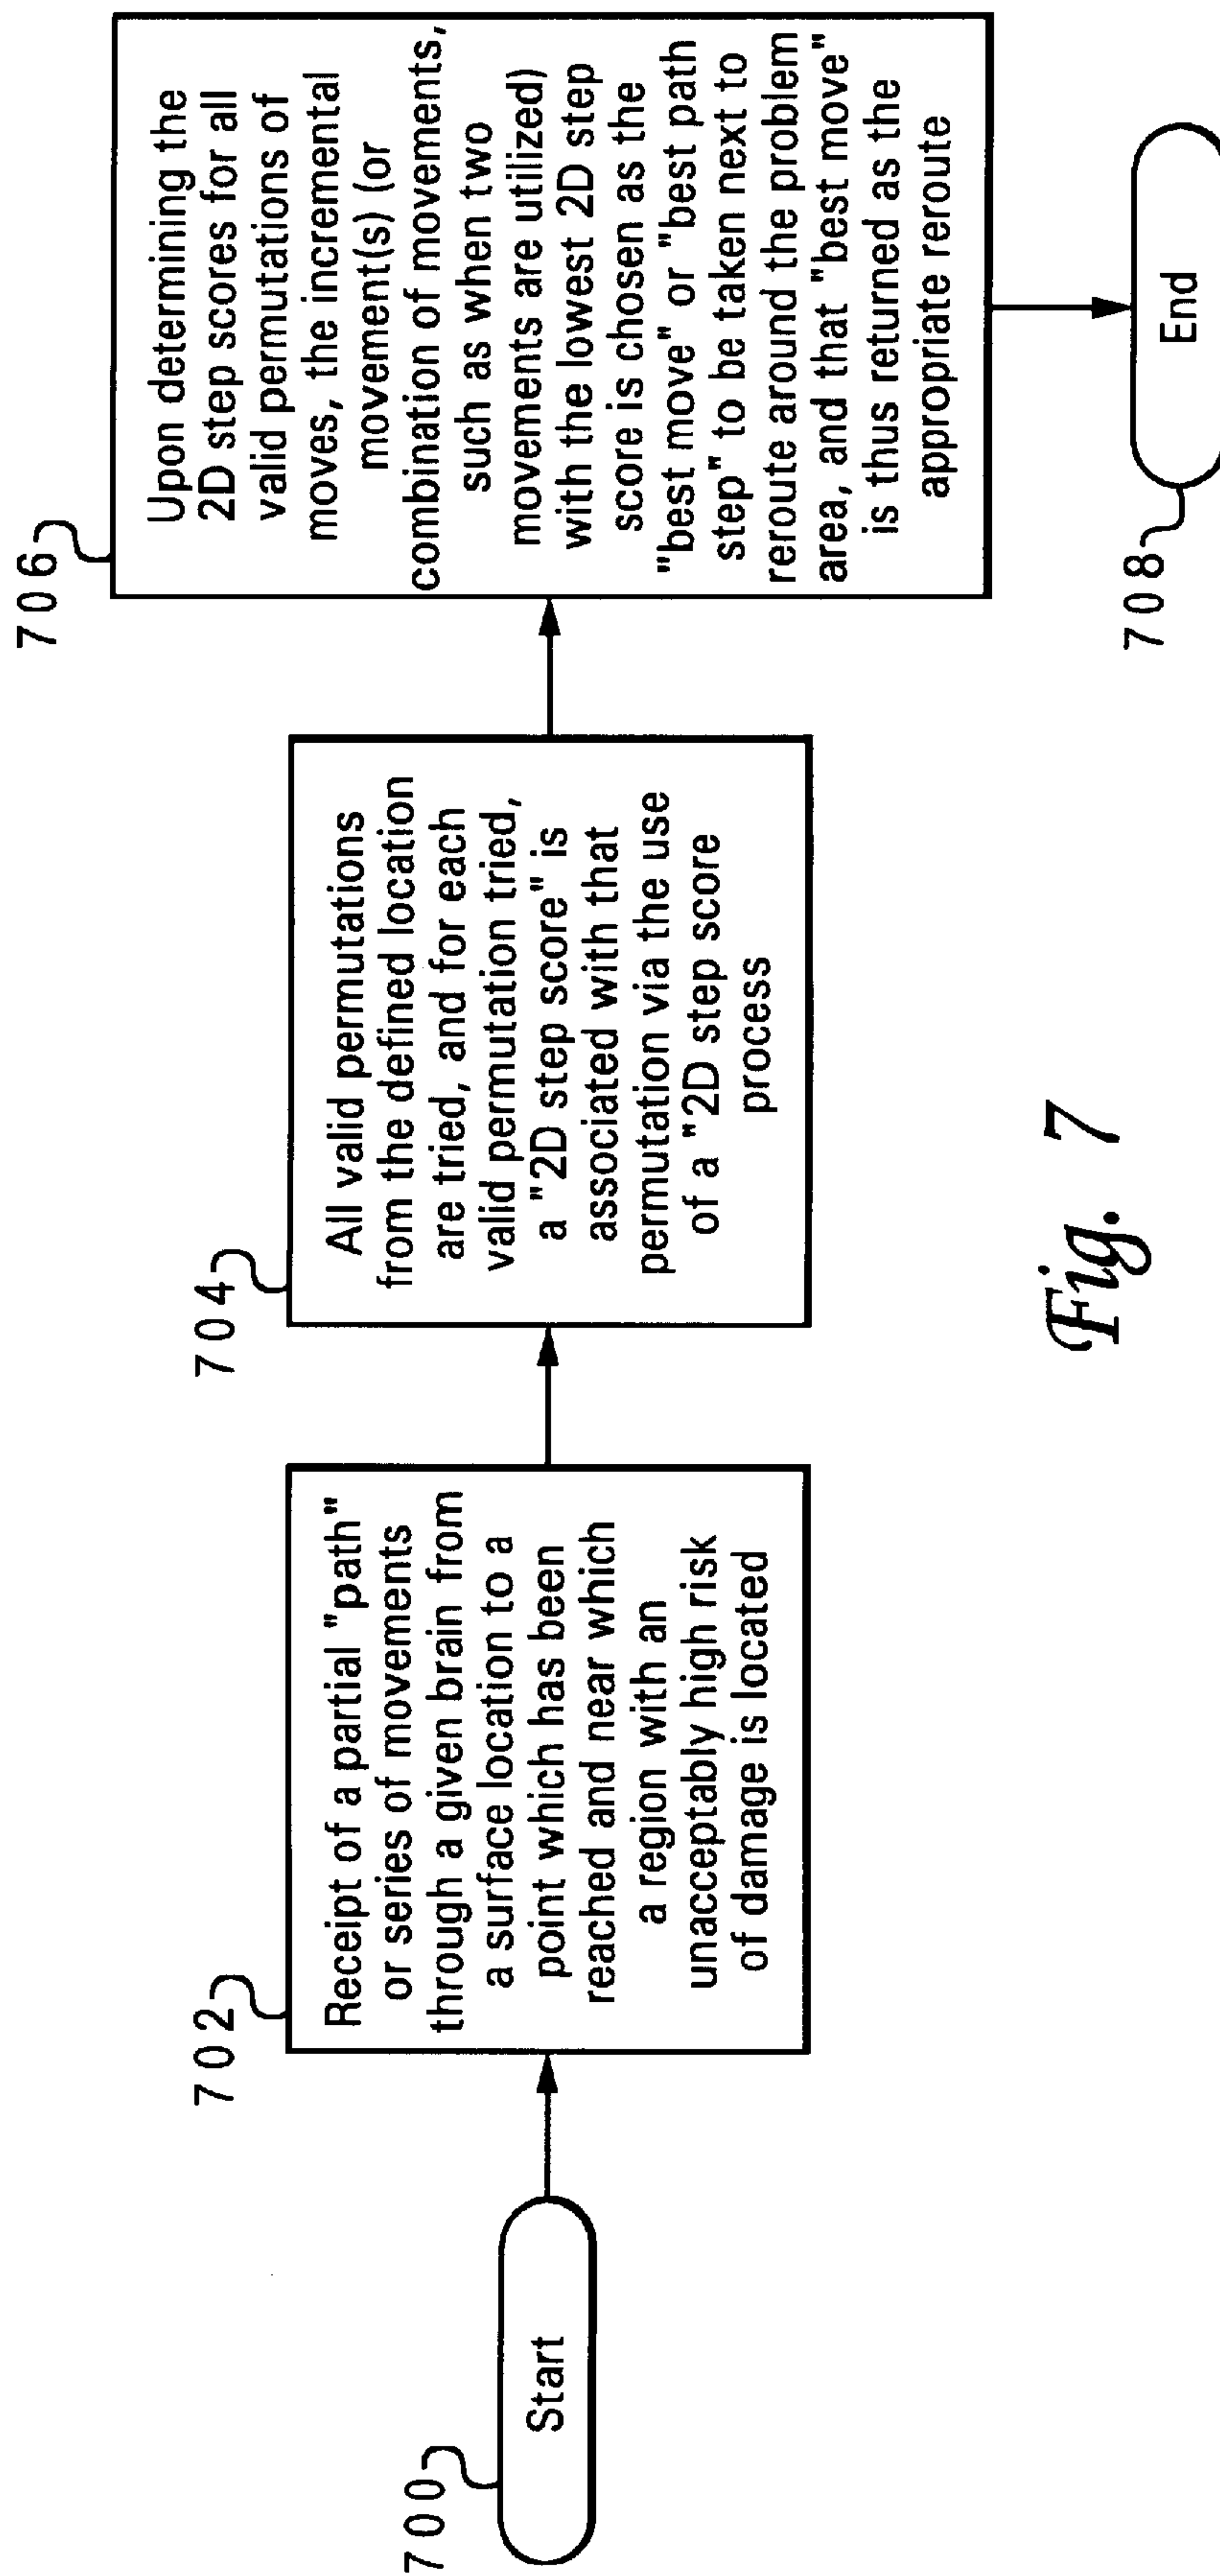 700
Start
702
Receipt of a partial "path"
or series of movements
through a given brain from
a surface location to a
point which has been
reached and near which
a region with an
unacceptably high risk
of damage is located
704
All valid permutations
from the defined location
are tried, and for each
valid permutation tried,
a "2D step score" is
associated with that
permutation via the use
of a "2D step score
process
706
Upon determining the
2D step scores for all
valid permutations of
moves, the incremental
movement(s) (or
combination of movements,
such as when two
movements are utilized)
with the lowest 2D step
score is chosen as the
"best move" or "best path
step" to be taken next to
reroute around the problem
area, and that "best move"
is thus returned as the
appropriate reroute
708
End
Fig. 7